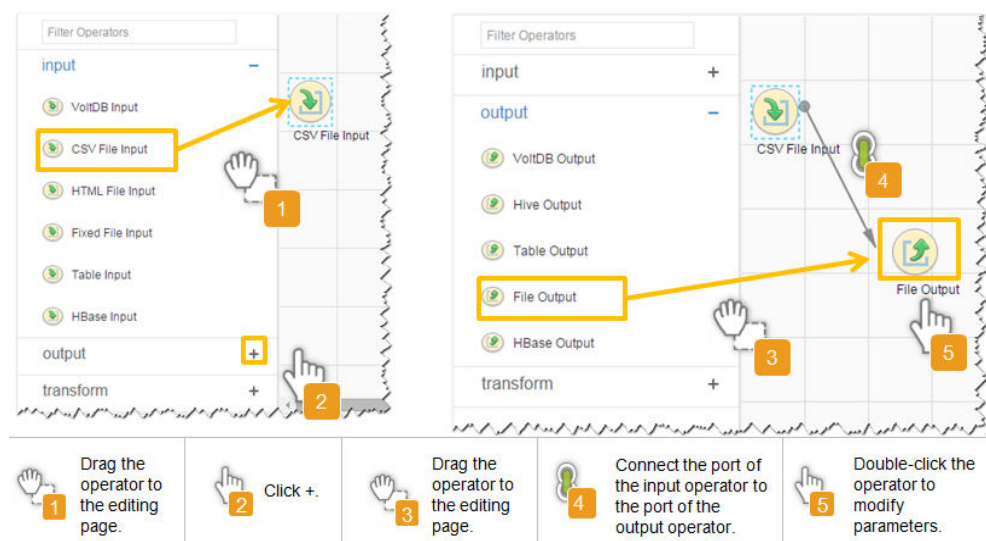 Filter Operators
input −
VoltDB Input
CSV File Input
HTML File Input
Fixed File Input
Table Input
HBase Input
output +
transform +
CSV File Input
1
2
Filter Operators
input +
output −
VoltDB Output
Hive Output
Table Output
File Output
HBase Output
transform +
CSV File Input
4
File Output
3
5
1
Drag the
operator to
the editing
page.
2
Click +.
3
Drag the
operator to
the editing
page.
4
Connect the port of
the input operator to
the port of the
output operator.
5
Double-click the
operator to
modify
parameters.